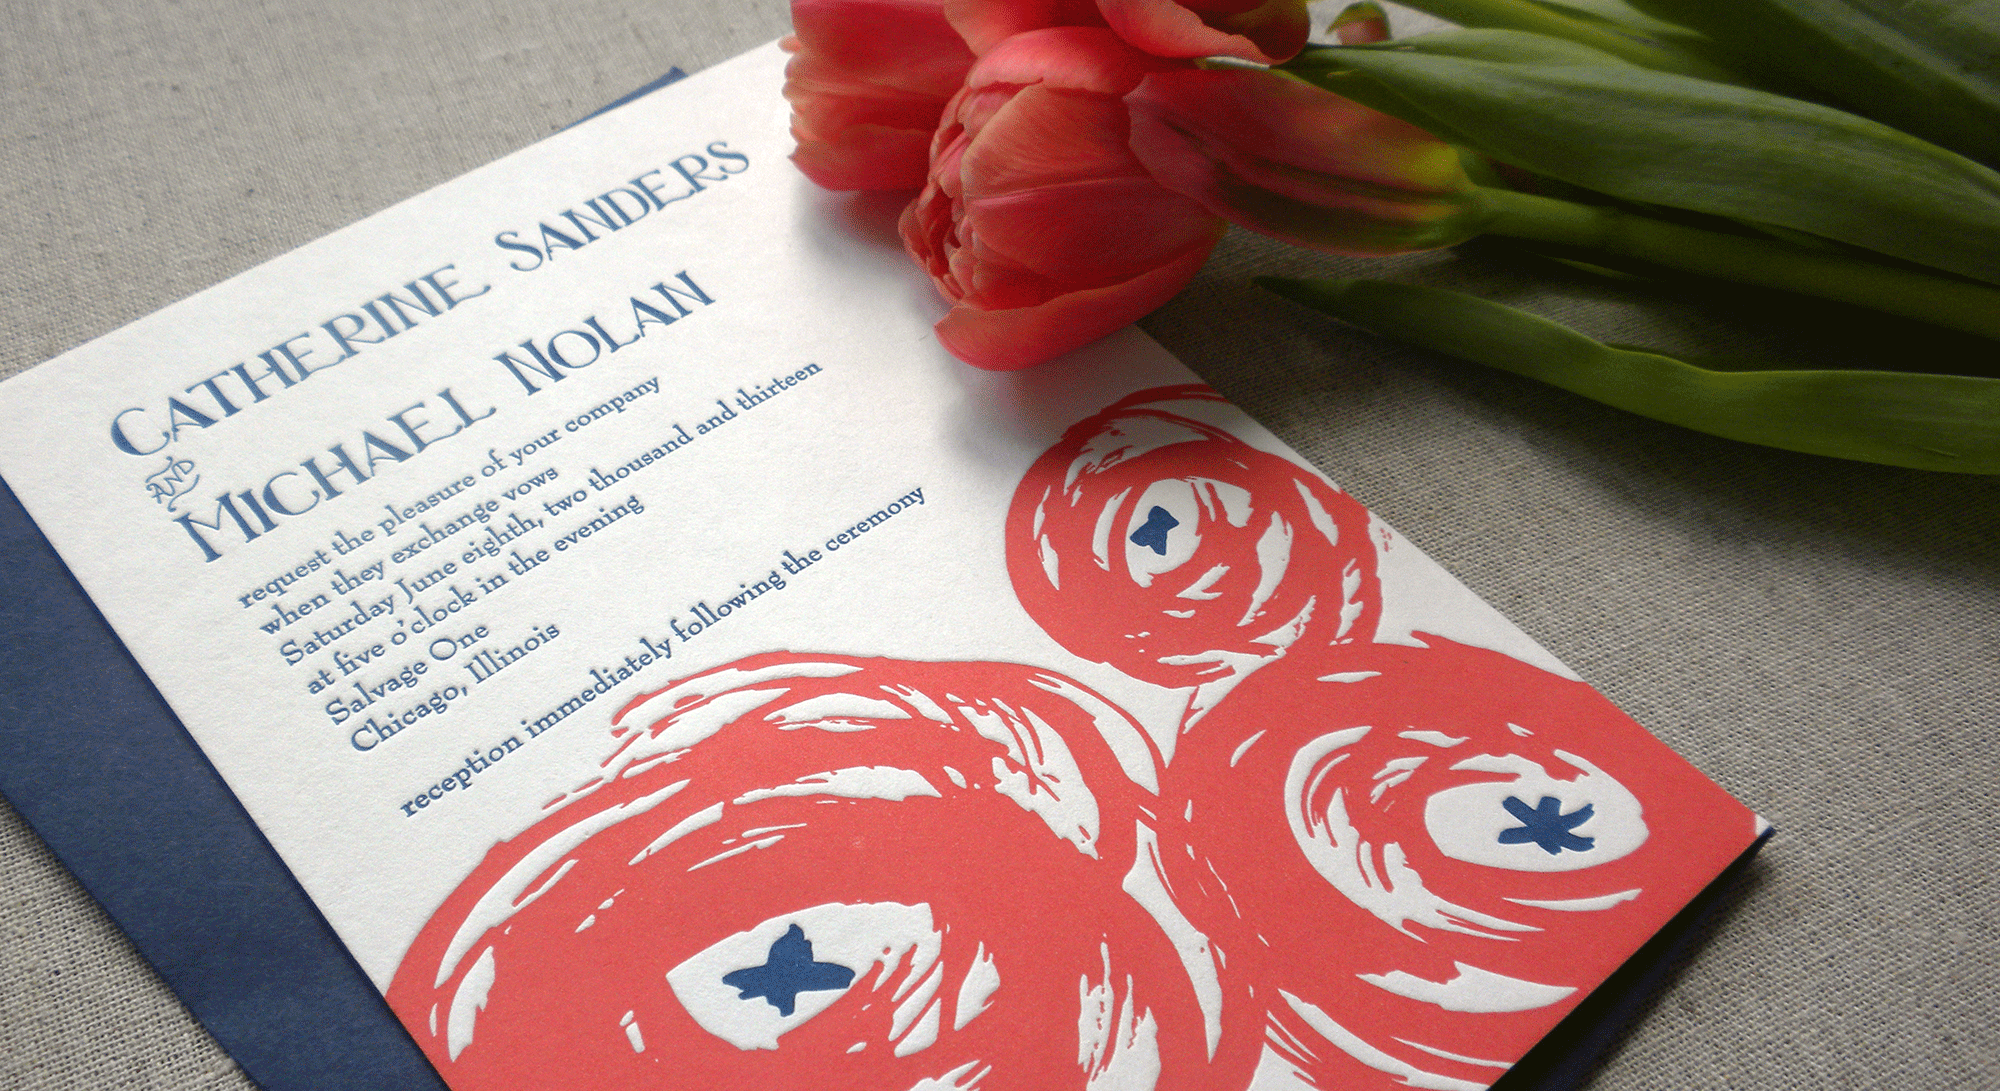 CATHERINE SANDERS
AND
MICHAEL NOLAN
request the pleasure of your company
when they exchange vows
Saturday June eighth, two thousand and thirteen
at five o'clock in the evening
Salvage One
Chicago, Illinois
reception immediately following the ceremony